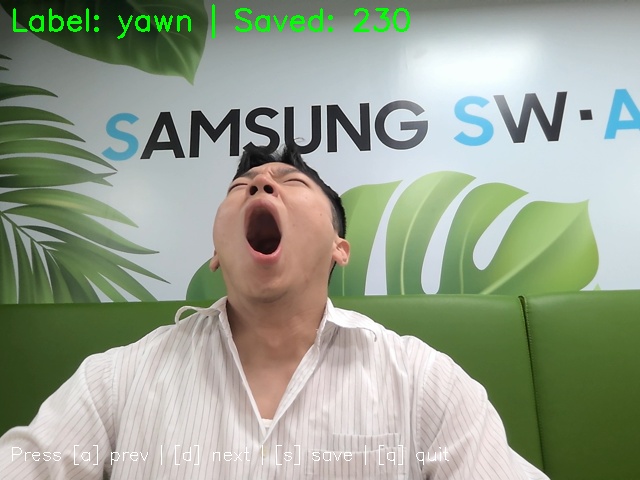 Label: yawn | Saved: 230
SAMSUNG SW·A
Press [a] prev | [d] next | [s] save | [q] quit